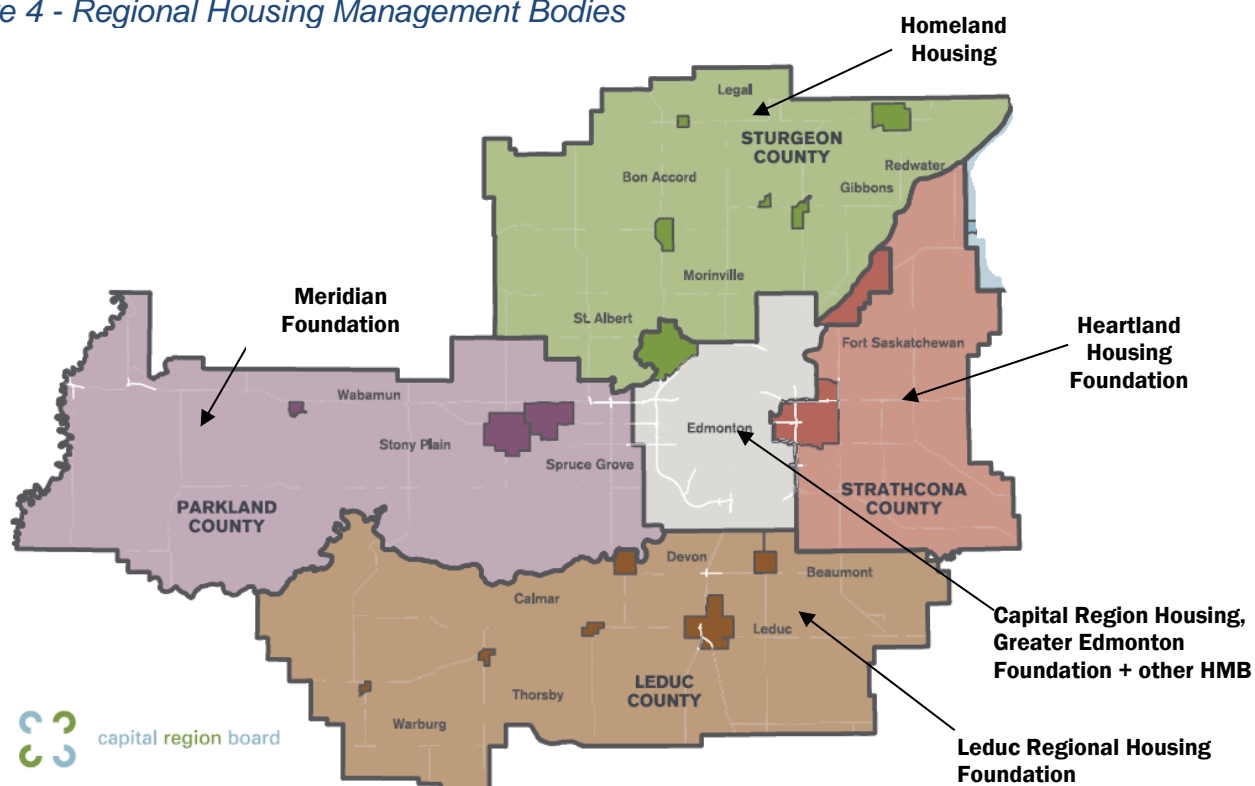 e 4 - Regional Housing Management Bodies
Homeland
Housing
Legal
STURGEON
COUNTY
Redwater
Bon Accord
Gibbons
Morinville
Meridian
Foundation
St. Albert
Heartland
Housing
Foundation
Fort Saskatchewan
Wabamun
Edmonton
Stony Plain
Spruce Grove
STRATHCONA
COUNTY
PARKLAND
COUNTY
Devon
Beaumont
Calmar
Capital Region Housing,
Greater Edmonton
Foundation + other HMB
Leduc
LEDUC
COUNTY
Thorsby
Warburg
capital region board
Leduc Regional Housing
Foundation